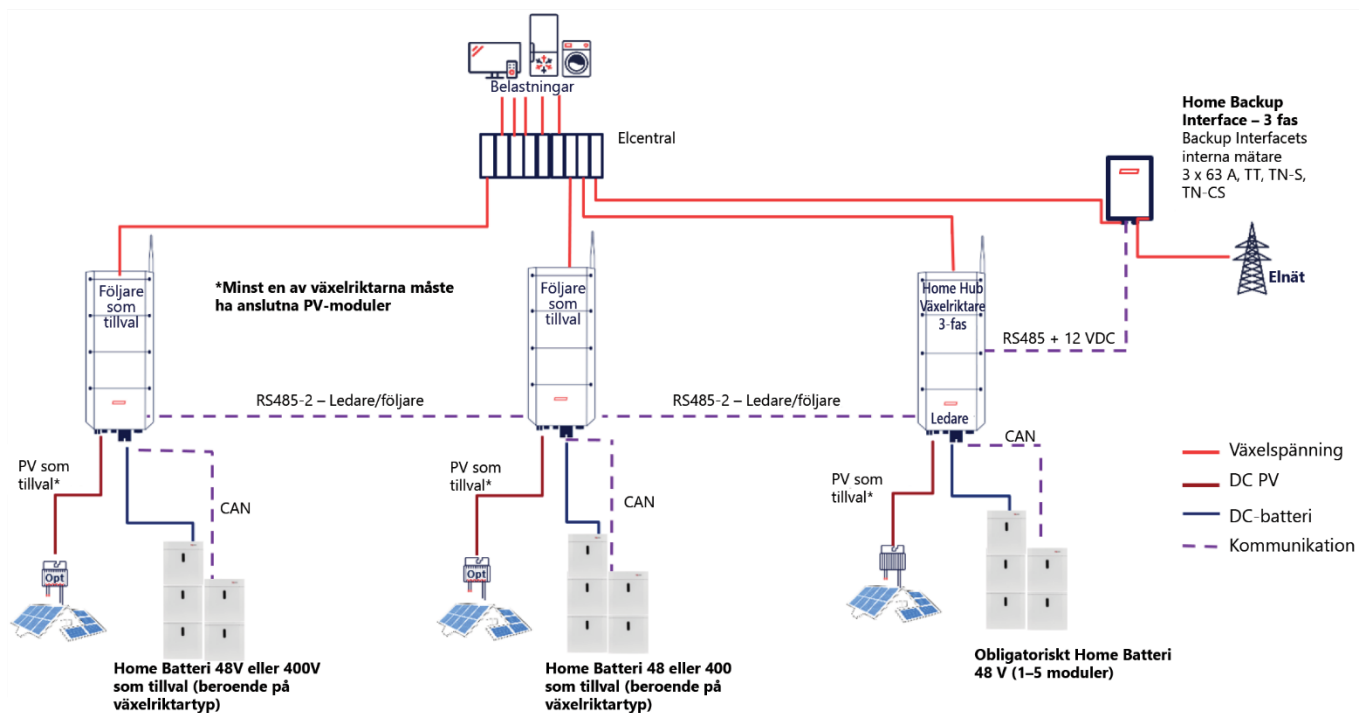 Belastningar
Elcentral
Home Backup
Interface – 3 fas
Backup Interfacets
interna mätare
3 x 63 A, TT, TN-S,
TN-CS
Elnät
Följare
som
tillval
*Minst en av växelriktarna måste
ha anslutna PV-moduler
Följare
som
tillval
Home Hub
Växelriktare
3-fas
RS485 + 12 VDC
RS485-2 – Ledare/följare
RS485-2 – Ledare/följare
Ledare
PV som
tillval*
CAN
PV som
tillval*
CAN
PV som
tillval*
CAN
Växelspänning
DC PV
DC-batteri
Kommunikation
Opt
Opt
Home Batteri 48V eller 400V
som tillval (beroende på
växelriktartyp)
Home Batteri 48 eller 400
som tillval (beroende på
växelriktartyp)
Obligatoriskt Home Batteri
48 V (1–5 moduler)